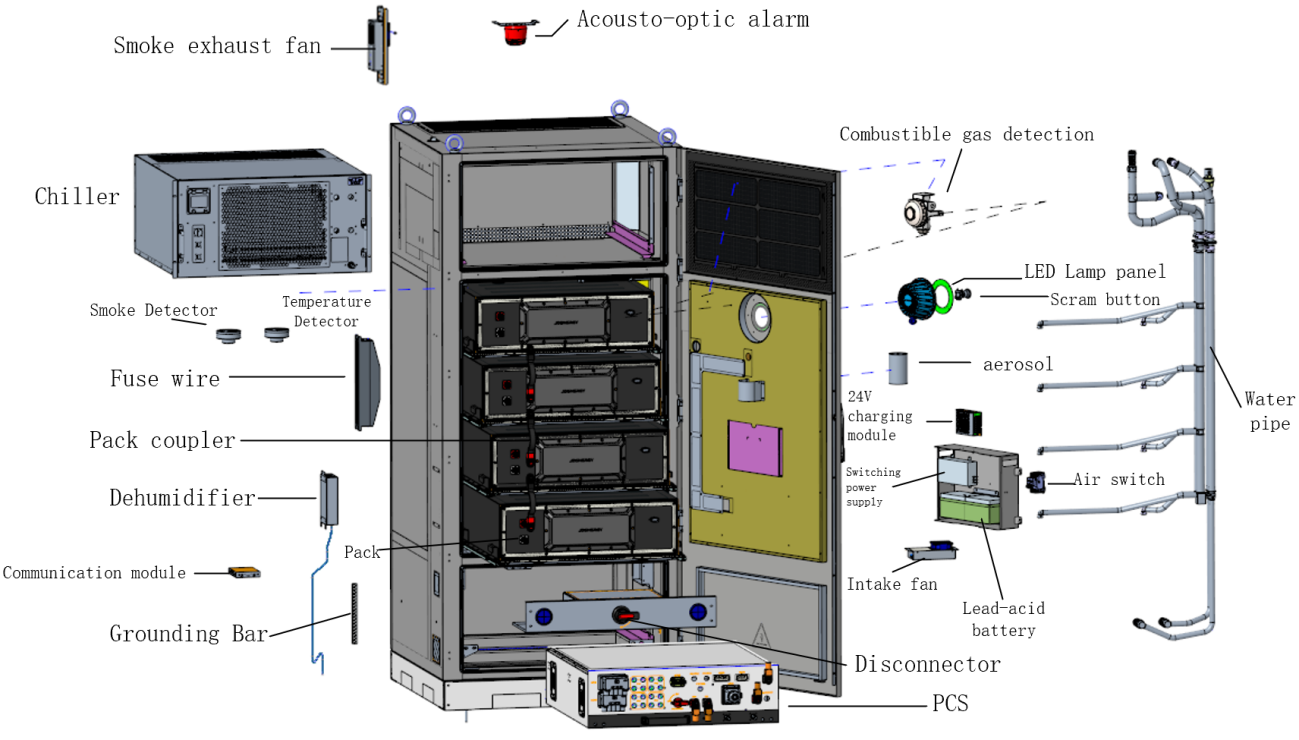 Acousto-optic alarm
Smoke exhaust fan
Combustible gas detection
Chiller
LED Lamp panel
Scram button
Temperature
Detector
Smoke Detector
aerosol
Fuse wire
24V
charging
module
Water
pipe
Pack coupler
Switching
power
supply
Air switch
Dehumidifier
Pack
Communication module
Intake fan
Lead-acid
battery
Grounding Bar
Disconnector
PCS